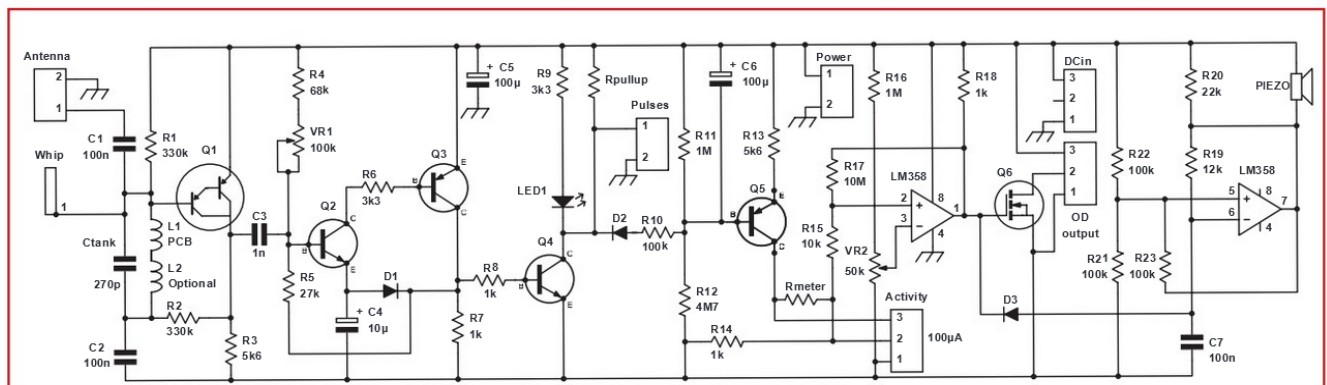 Antenna
2
1
C1
100n
Whip
1
Ctank
270p
C2
100n
R1
330k
L1
PCB
L2
Optional
R2
330k
Q1
R3
5k6
C3
1n
R4
68k
VR1
100k
R5
27k
Q2
B
C
E
R6
3k3
D1
+ C4
10µ
Q3
B
E
C
R7
1k
R8
1k
+ C5
100µ
R9
3k3
LED1
Q4
B
C
E
Rpullup
Pulses
1
2
D2
R10
100k
R11
1M
R12
4M7
R14
1k
+ C6
100µ
R13
5k6
Q5
B
E
C
Rmeter
Power
1
2
R17
10M
R15
10k
R16
1M
VR2
50k
Activity
3
2
1
100µA
LM358
2
+
3
−
8
1
4
R18
1k
Q6
D3
DCin
3
2
1
3
2
1
OD
output
R22
100k
R21
100k
R23
100k
R20
22k
R19
12k
LM358
5
+
6
−
8
7
4
PIEZO
C7
100n